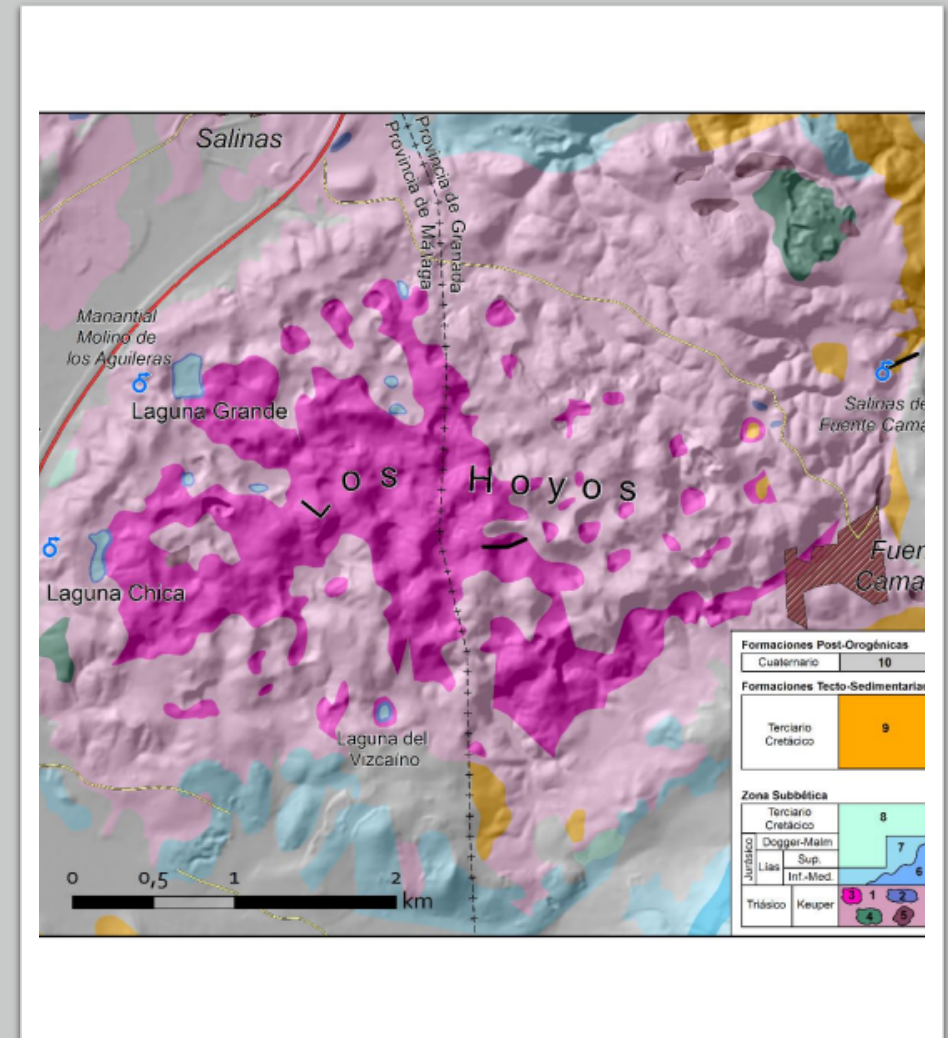 Salinas
Provincia de Granada
Provincia de Málaga
Manantial
Molino de
los Aguileras
Laguna Grande
Salinas de
Fuente Cama
Los Hoyos
Laguna Chica
Fuen
Cama
Laguna del
Vizcaíno
0 0,5 1 2
km
Formaciones Post-Orogénicas
Cuaternario 10
Formaciones Tecto-Sedimentarias
Terciario
Cretácico
9
Zona Subbética
Terciario
Cretácico
8
Jurásico
Dogger-Malm
7
Lias
Sup.
Inf.-Med.
6
Triásico
Keuper
3 1 2
4 5